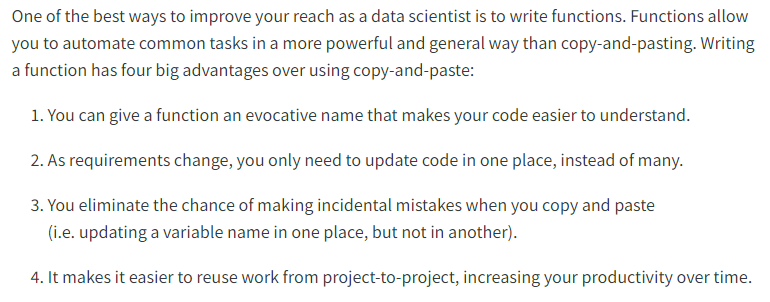 One of the best ways to improve your reach as a data scientist is to write functions. Functions allow
you to automate common tasks in a more powerful and general way than copy-and-pasting. Writing
a function has four big advantages over using copy-and-paste:
1. You can give a function an evocative name that makes your code easier to understand.
2. As requirements change, you only need to update code in one place, instead of many.
3. You eliminate the chance of making incidental mistakes when you copy and paste
(i.e. updating a variable name in one place, but not in another).
4. It makes it easier to reuse work from project-to-project, increasing your productivity over time.